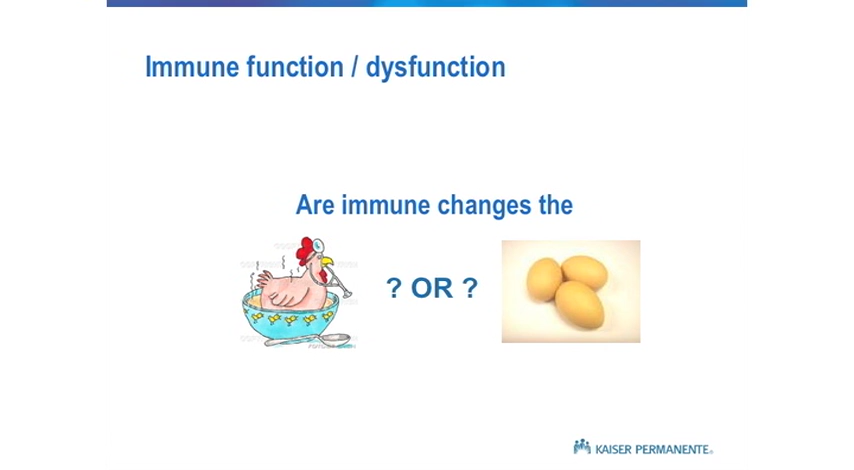 Immune function / dysfunction
Are immune changes the
? OR ?
KAISER PERMANENTE®